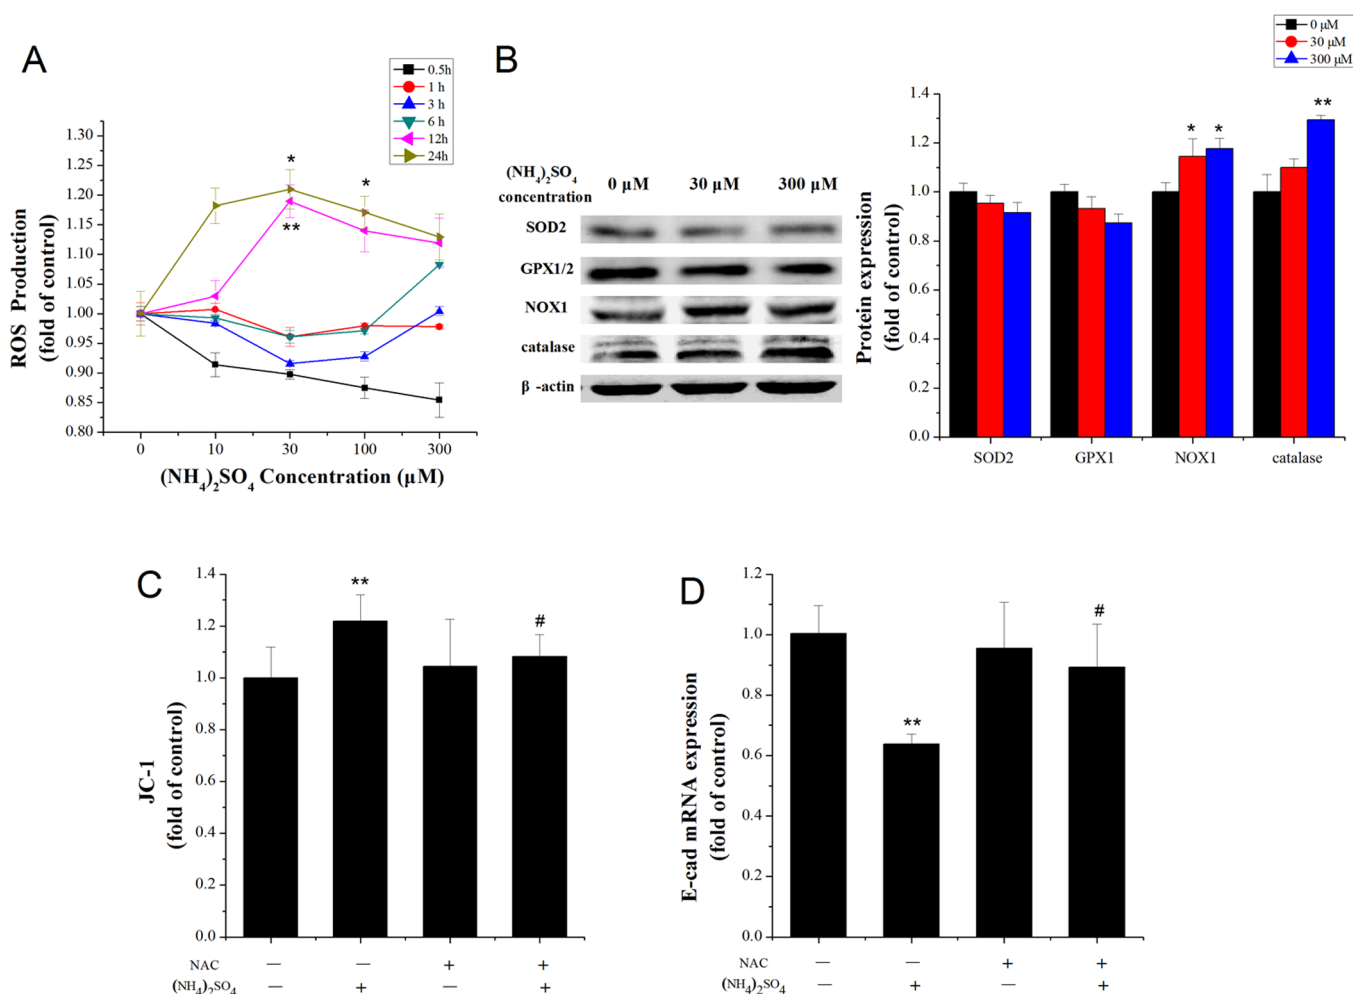 A
0.5h
1 h
3 h
6 h
12h
24h
ROS Production
(fold of control)
1.30
1.25
1.20
1.15
1.10
1.05
1.00
0.95
0.90
0.85
0.80
*
**
*
0
10
30
100
300
(NH4)2SO4 Concentration (μM)
B
(NH4)2SO4
concentration
0 μM
30 μM
300 μM
SOD2
GPX1/2
NOX1
catalase
β -actin
0 μM
30 μM
300 μM
Protein expression
(fold of control)
1.4
1.2
1.0
0.8
0.6
0.4
0.2
0.0
*
*
**
SOD2
GPX1
NOX1
catalase
C
JC-1
(fold of control)
1.4
1.2
1.0
0.8
0.6
0.4
0.2
0.0
**
#
NAC — — + +
(NH4)2SO4 — + — +
D
E-cad mRNA expression
(fold of control)
1.2
1.0
0.8
0.6
0.4
0.2
0.0
**
#
— — + +
— + — +